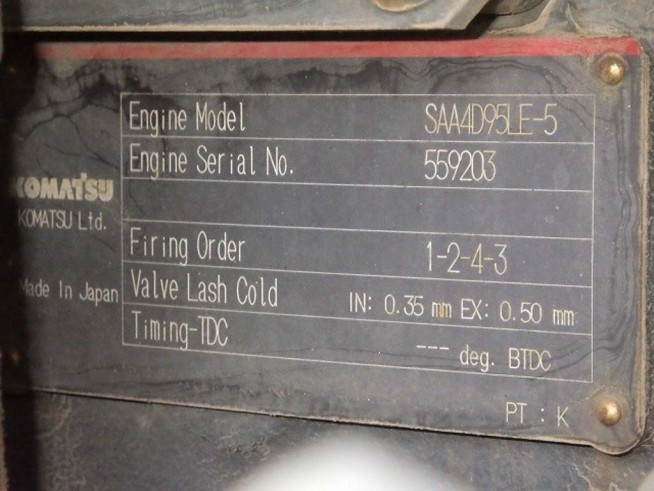 Engine Model SAA4D95LE-5
Engine Serial No. 559203
KOMATSU
KOMATSU Ltd.
Firing Order 1-2-4-3
Made In Japan
Valve Lash Cold IN: 0.35 mm EX: 0.50 mm
Timing-TDC --- deg. BTDC
PT : K